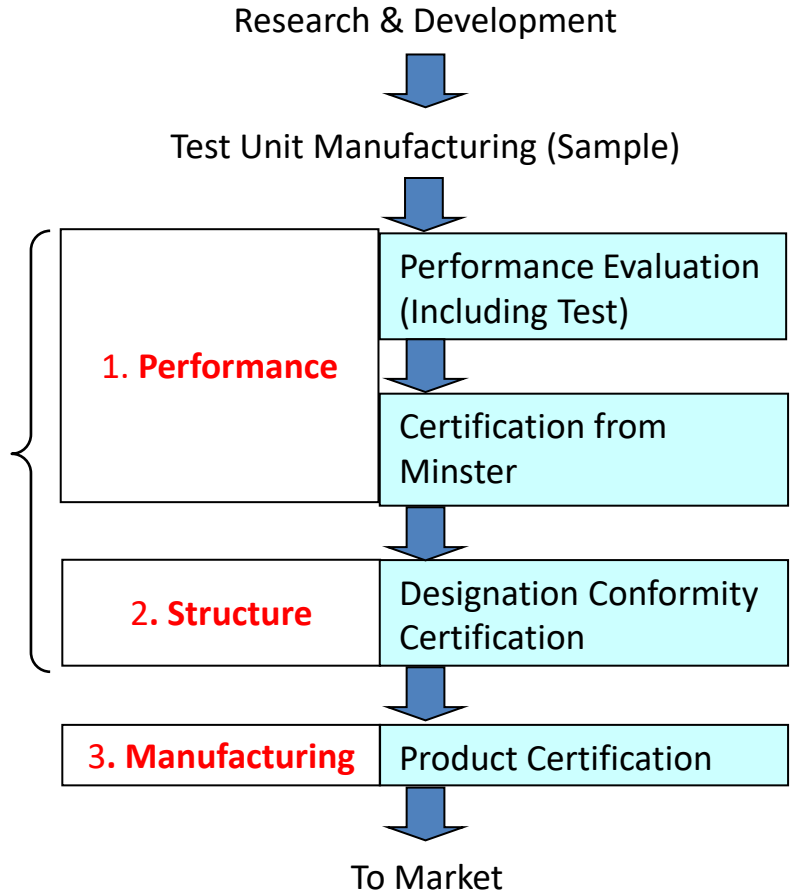 Research & Development
Test Unit Manufacturing (Sample)
Performance Evaluation
(Including Test)
1. Performance
Certification from
Minster
2. Structure
Designation Conformity
Certification
3. Manufacturing
Product Certification
To Market